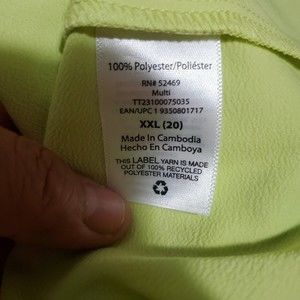 100% Polyester/Poliéster
RN# 52469
Multi
TT23100075035
EAN/UPC 1 9350801717
XXL (20)
Made In Cambodia
Hecho En Camboya
THIS LABEL YARN IS MADE
OUT OF 100% RECYCLED
POLYESTER MATERIALS